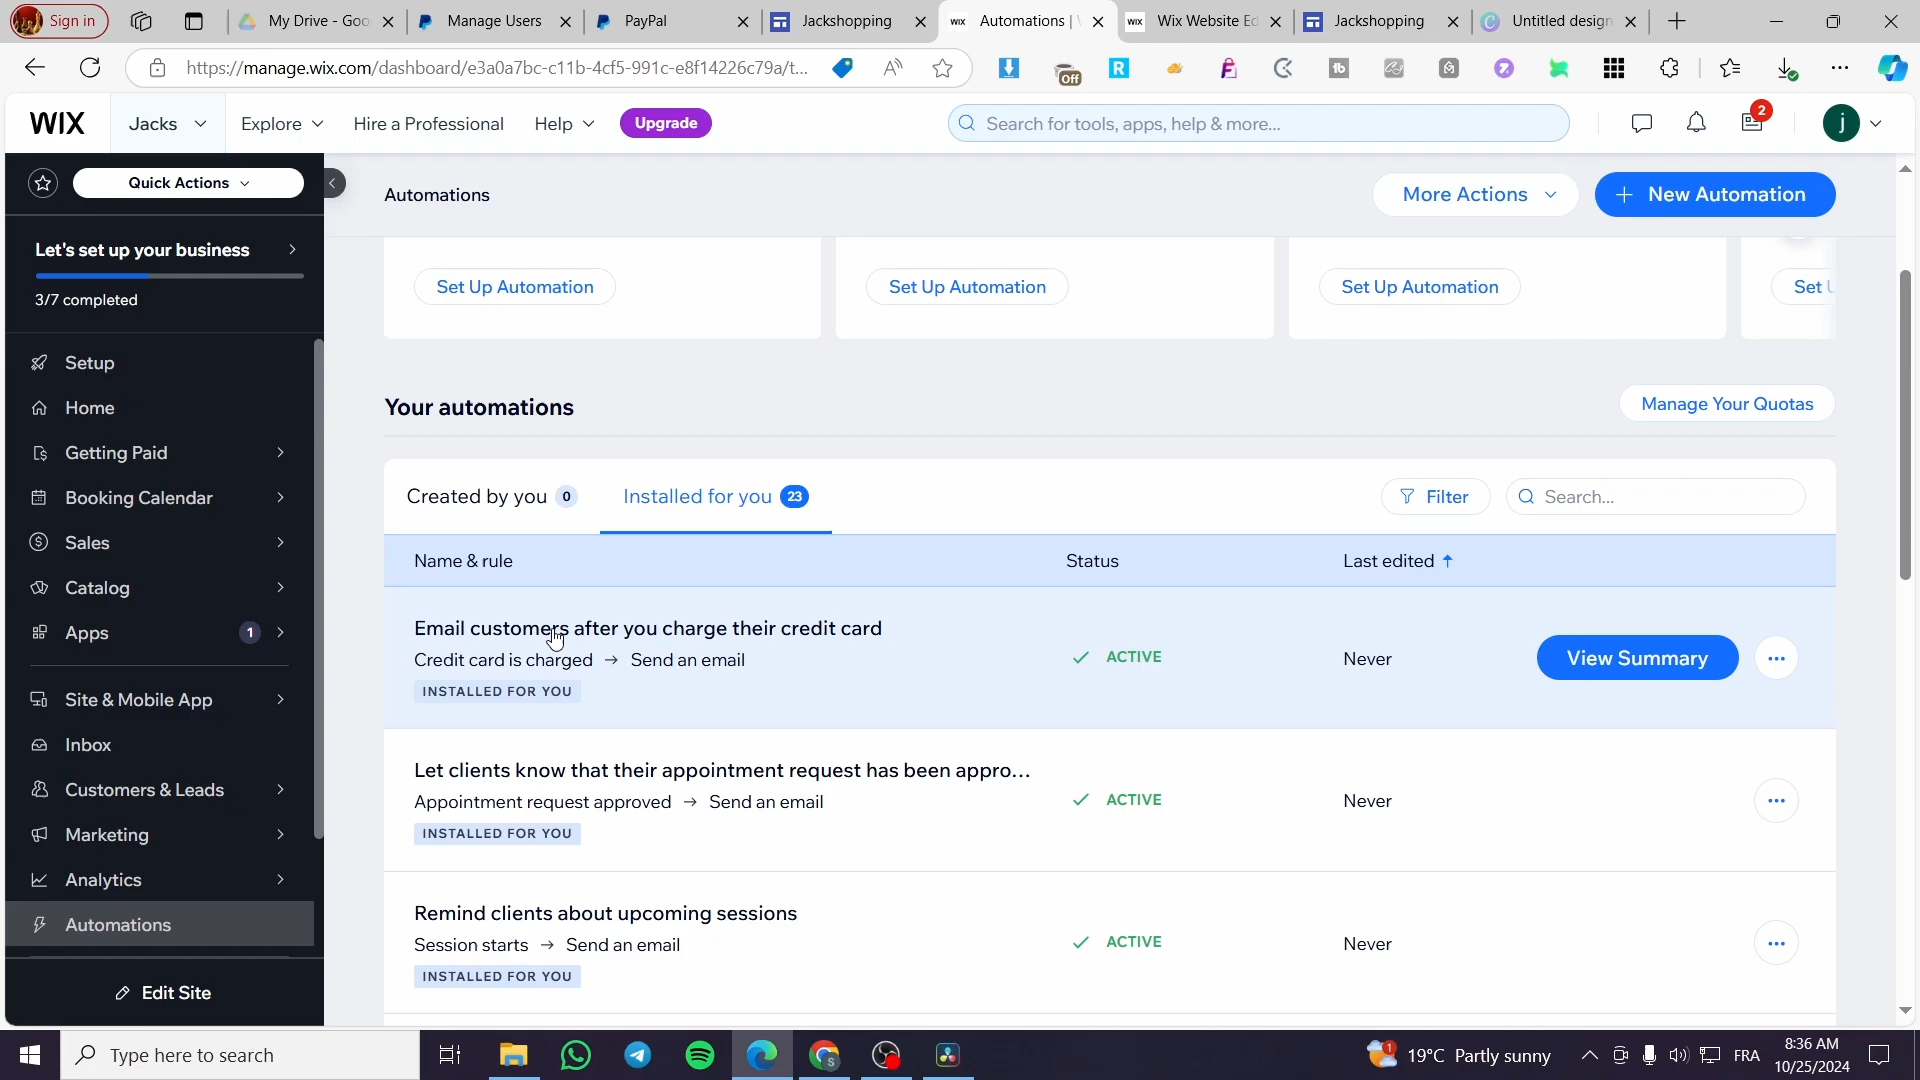 Sign in
My Drive - Goo
Manage Users
PayPal
Jackshopping
WIX
Automations |
WIX
Wix Website Ed
Jackshopping
Untitled design
https://manage.wix.com/dashboard/e3a0a7bc-c11b-4cf5-991c-e8f14226c79a/t...
Off
WIX
Jacks
Explore
Hire a Professional
Help
Upgrade
Search for tools, apps, help & more...
2
j
Quick Actions
Automations
More Actions
+ New Automation
Let's set up your business
3/7 completed
Set Up Automation
Set Up Automation
Set Up Automation
Set U
Setup
Home
Getting Paid
Booking Calendar
Sales
Catalog
Apps 1
Site & Mobile App
Inbox
Customers & Leads
Marketing
Analytics
Automations
Edit Site
Your automations
Manage Your Quotas
Created by you 0
Installed for you 23
Filter
Search...
Name & rule
Status
Last edited ↑
Email customers after you charge their credit card
Credit card is charged → Send an email
INSTALLED FOR YOU
ACTIVE
Never
View Summary
Let clients know that their appointment request has been appro...
Appointment request approved → Send an email
INSTALLED FOR YOU
ACTIVE
Never
Remind clients about upcoming sessions
Session starts → Send an email
INSTALLED FOR YOU
ACTIVE
Never
Type here to search
19°C Partly sunny
FRA
8:36 AM
10/25/2024